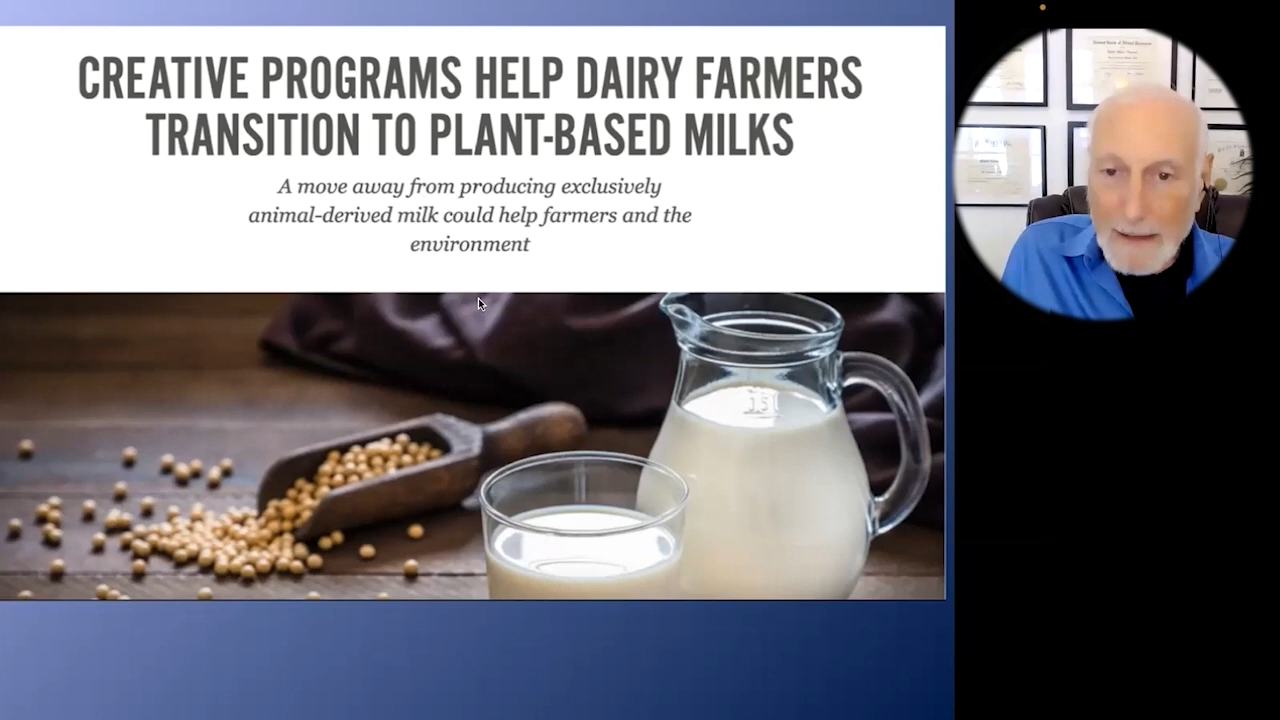 CREATIVE PROGRAMS HELP DAIRY FARMERS
TRANSITION TO PLANT-BASED MILKS
A move away from producing exclusively
animal-derived milk could help farmers and the
environment